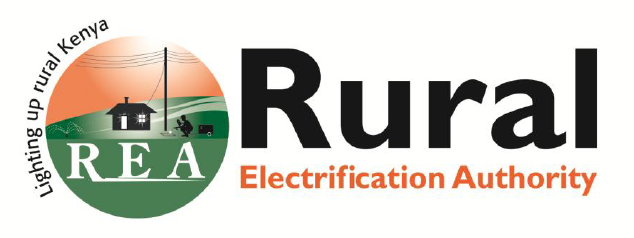 Lighting up rural Kenya
REA
Rural
Electrification Authority